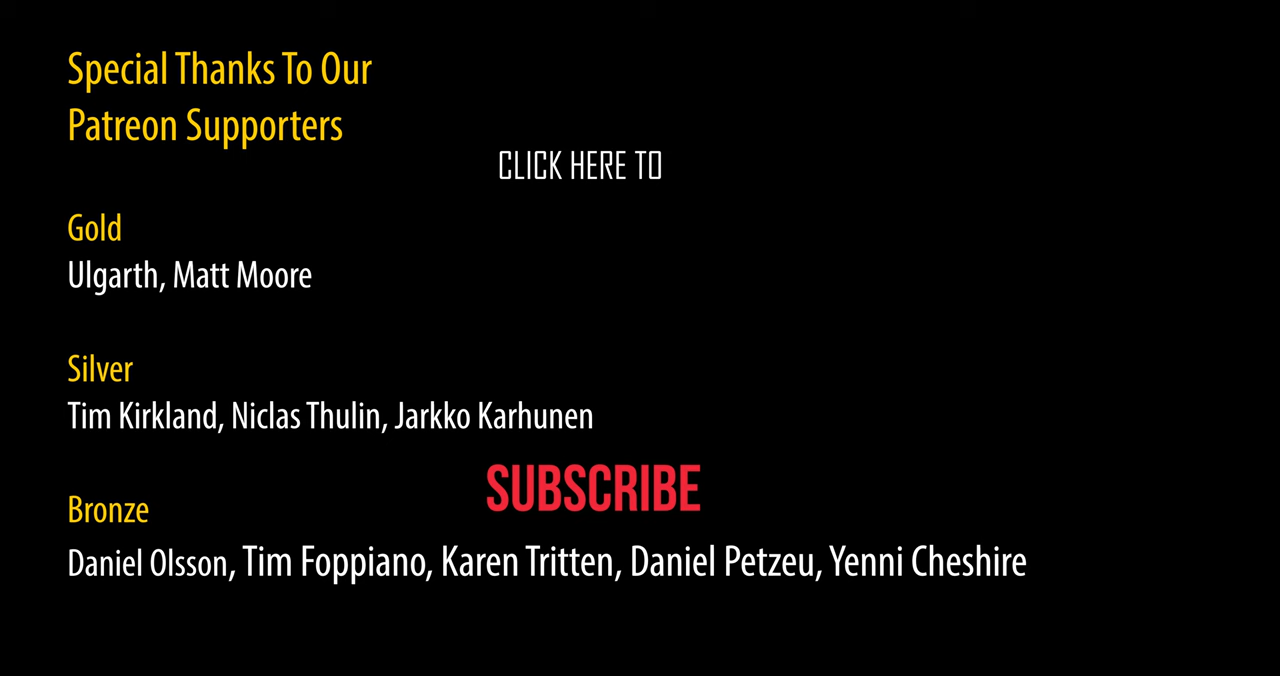 Special Thanks To Our
Patreon Supporters
CLICK HERE TO
Gold
Ulgarth, Matt Moore
Silver
Tim Kirkland, Niclas Thulin, Jarkko Karhunen
SUBSCRIBE
Bronze
Daniel Olsson, Tim Foppiano, Karen Tritten, Daniel Petzeu, Yenni Cheshire